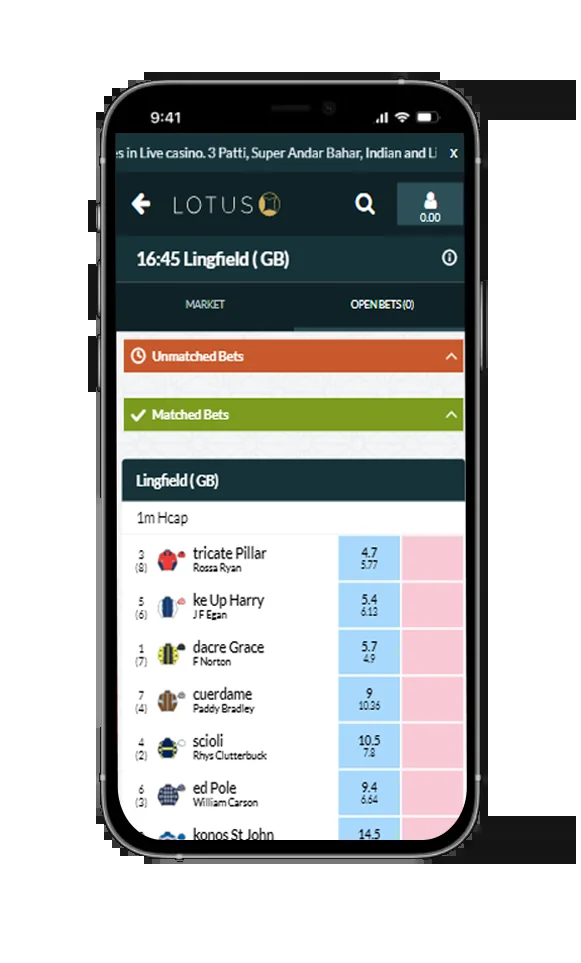 9:41
es in Live casino. 3 Patti, Super Andar Bahar, Indian and Li x
LOTUS
0.00
16:45 Lingfield ( GB)
MARKET OPEN BETS (0)
Unmatched Bets
Matched Bets
Lingfield ( GB)
1m Hcap
3 tricate Pillar 4.7
(8) Rossa Ryan 5.77
5 ke Up Harry 5.4
(6) J F Egan 6.13
1 dacre Grace 5.7
(7) F Norton 4.9
7 cuerdame 9
(4) Paddy Bradley 10.36
4 scioli 10.5
(2) Rhys Clutterbuck 7.8
6 ed Pole 9.4
(3) William Carson 6.64
konos St John 14.5